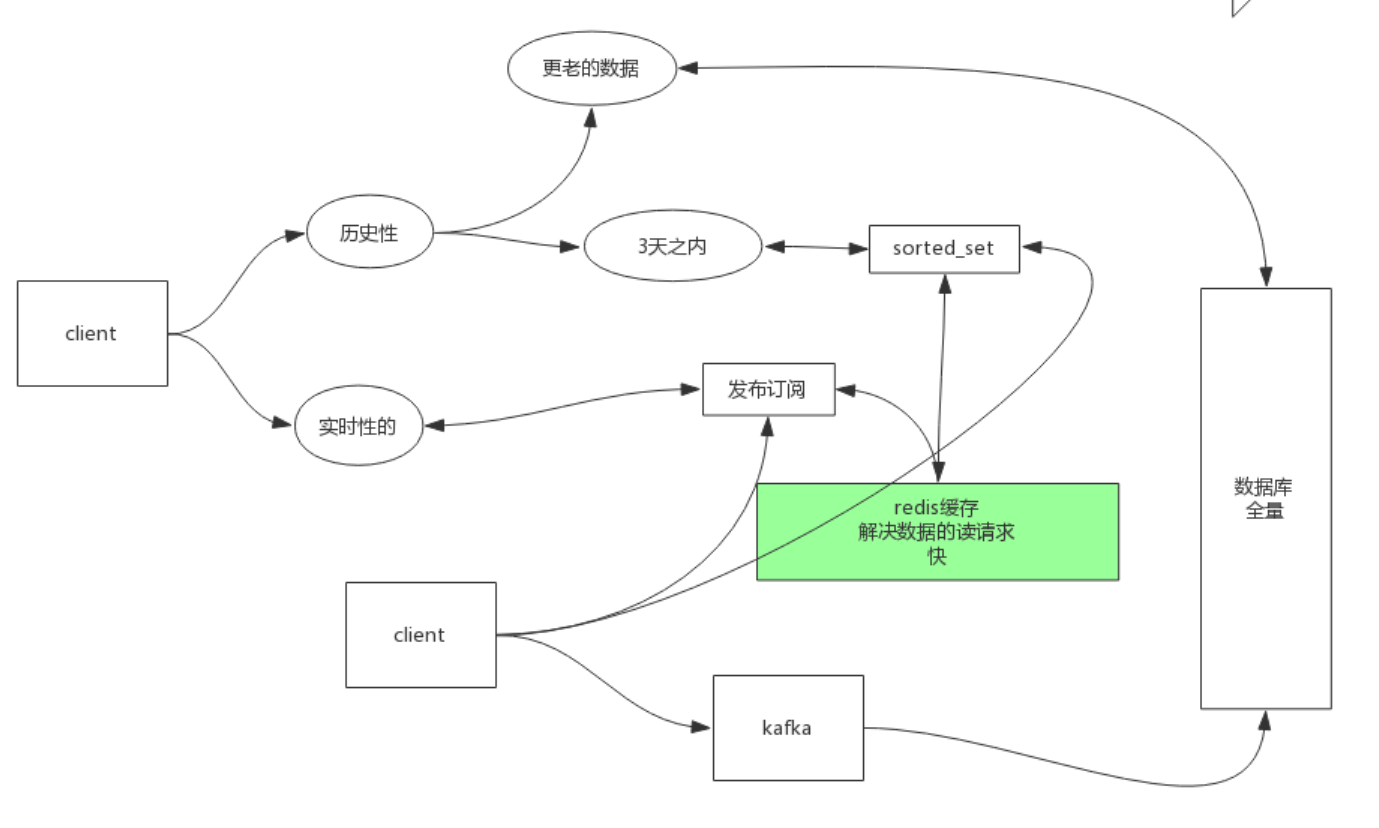 更老的数据
历史性
3天之内
sorted_set
client
发布订阅
实时性的
数据库
全量
redis缓存
解决数据的读请求
快
client
kafka